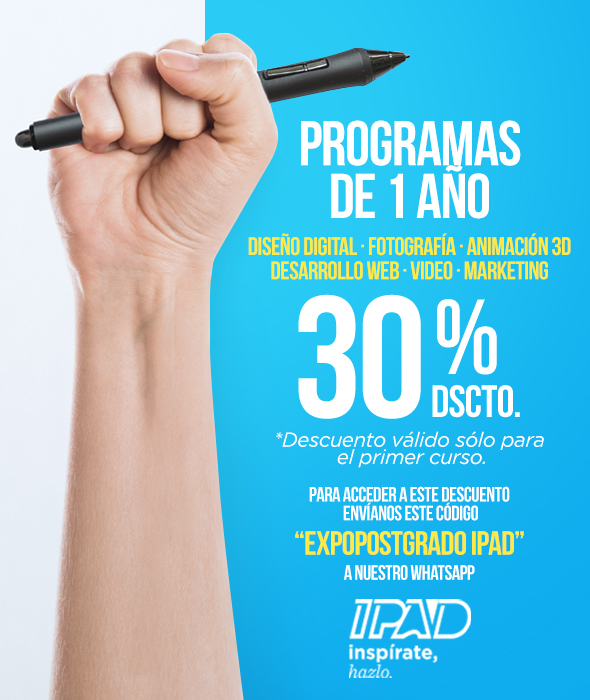 PROGRAMAS
DE 1 AÑO
DISEÑO DIGITAL · FOTOGRAFÍA · ANIMACIÓN 3D
DESARROLLO WEB · VIDEO · MARKETING
30%
DSCTO.
*Descuento válido sólo para
el primer curso.
PARA ACCEDER A ESTE DESCUENTO
ENVÍANOS ESTE CÓDIGO
“EXPOPOSTGRADO IPAD”
A NUESTRO WHATSAPP
IPAD
inspírate,
hazlo.